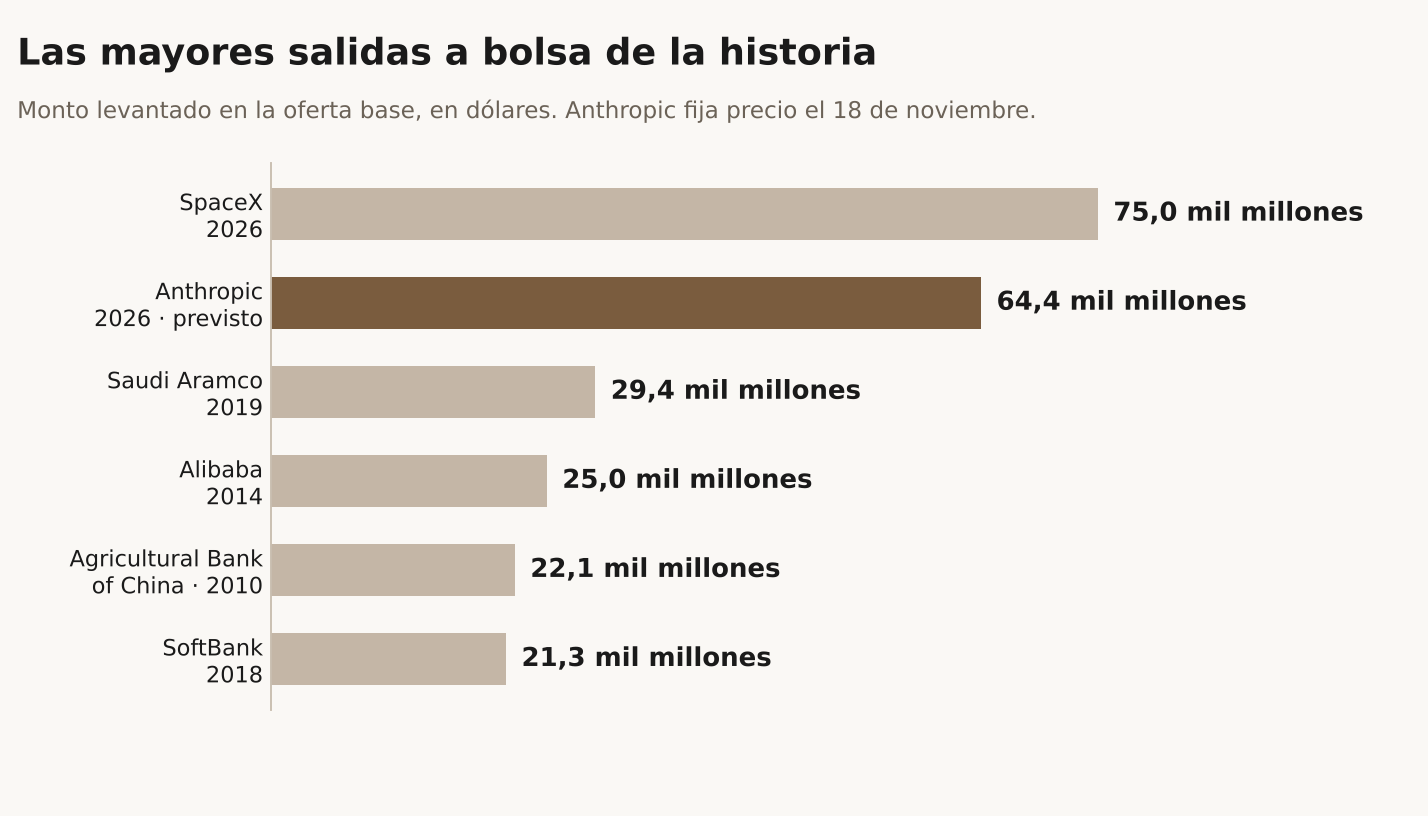 Las mayores salidas a bolsa de la historia
Monto levantado en la oferta base, en dólares. Anthropic fija precio el 18 de noviembre.
SpaceX
2026
75,0 mil millones
Anthropic
2026 · previsto
64,4 mil millones
Saudi Aramco
2019
29,4 mil millones
Alibaba
2014
25,0 mil millones
Agricultural Bank
of China · 2010
22,1 mil millones
SoftBank
2018
21,3 mil millones